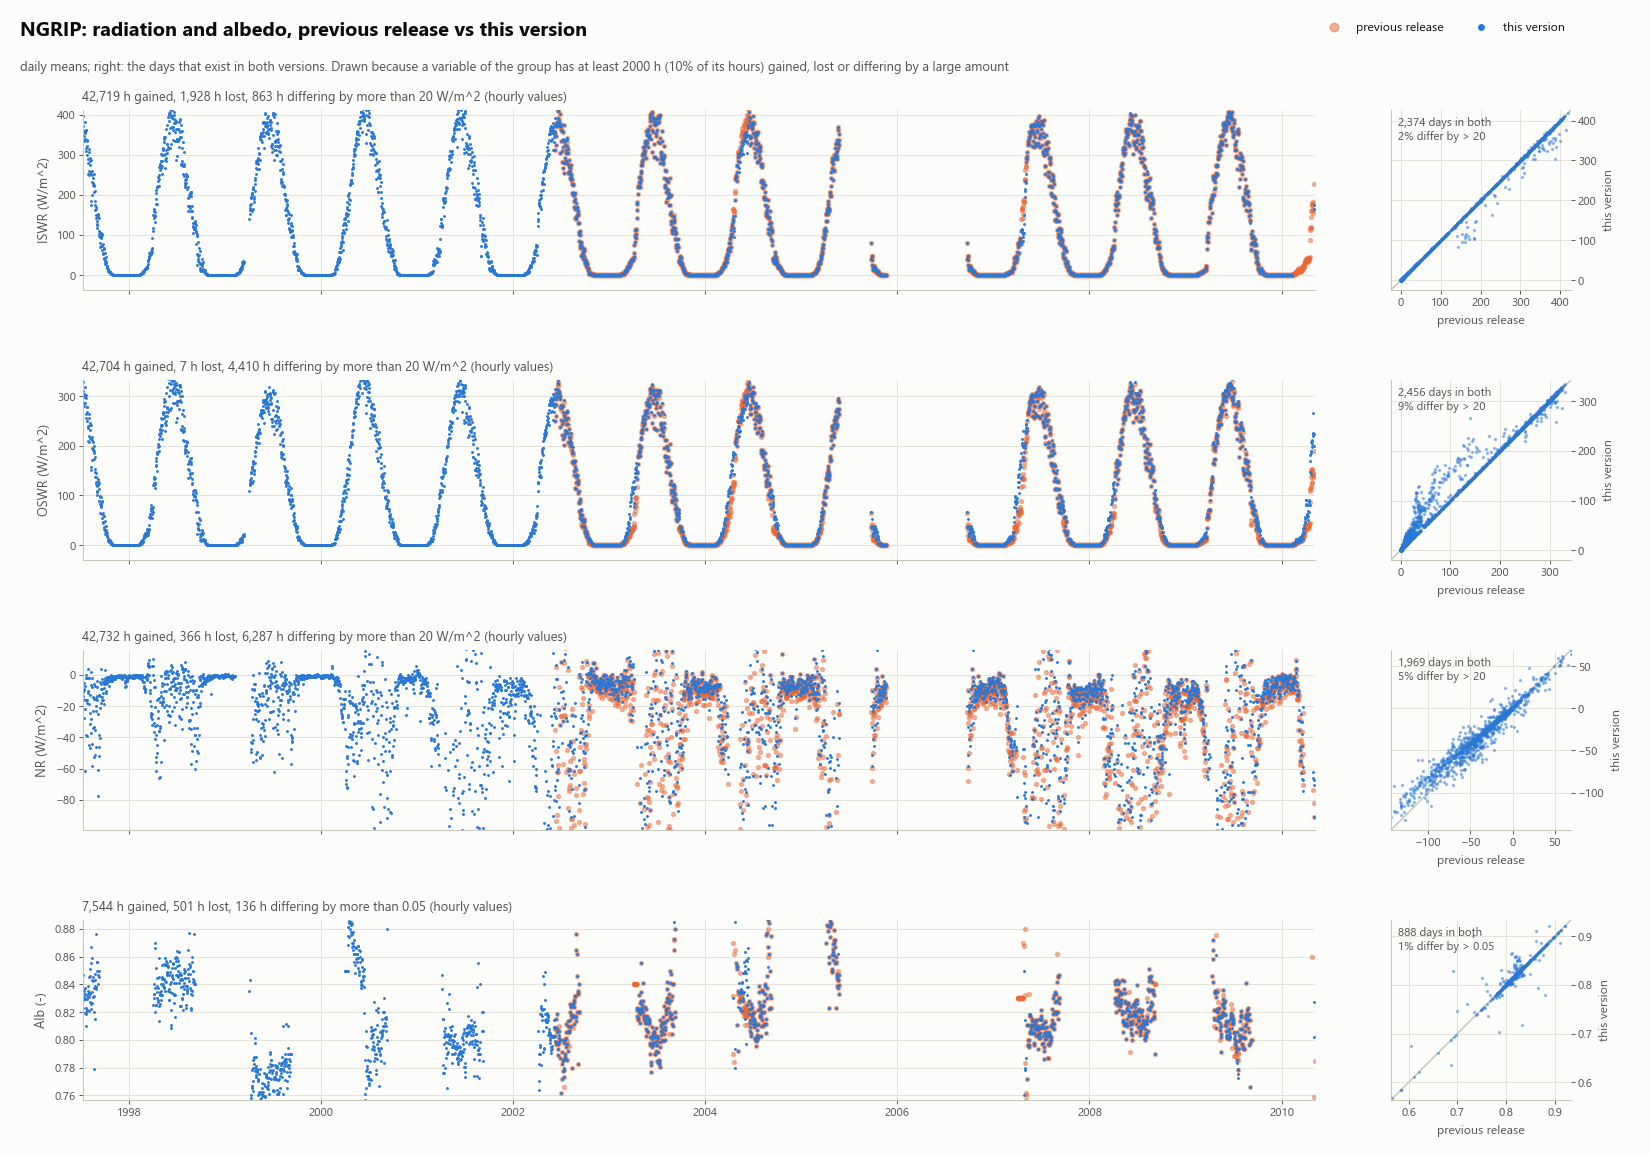 NGRIP: radiation and albedo, previous release vs this version
previous release
this version
daily means; right: the days that exist in both versions. Drawn because a variable of the group has at least 2000 h (10% of its hours) gained, lost or differing by a large amount
42,719 h gained, 1,928 h lost, 863 h differing by more than 20 W/m^2 (hourly values)
ISWR (W/m^2)
400
300
200
100
0
2,374 days in both
2% differ by > 20
400
300
200
100
0
this version
0 100 200 300 400
previous release
42,704 h gained, 7 h lost, 4,410 h differing by more than 20 W/m^2 (hourly values)
OSWR (W/m^2)
300
200
100
0
2,456 days in both
9% differ by > 20
300
200
100
0
this version
0 100 200 300
previous release
42,732 h gained, 366 h lost, 6,287 h differing by more than 20 W/m^2 (hourly values)
NR (W/m^2)
0
−20
−40
−60
−80
1,969 days in both
5% differ by > 20
50
0
−50
−100
this version
−100 −50 0 50
previous release
7,544 h gained, 501 h lost, 136 h differing by more than 0.05 (hourly values)
Alb (-)
0.88
0.86
0.84
0.82
0.80
0.78
0.76
1998 2000 2002 2004 2006 2008 2010
888 days in both
1% differ by > 0.05
0.9
0.8
0.7
0.6
this version
0.6 0.7 0.8 0.9
previous release